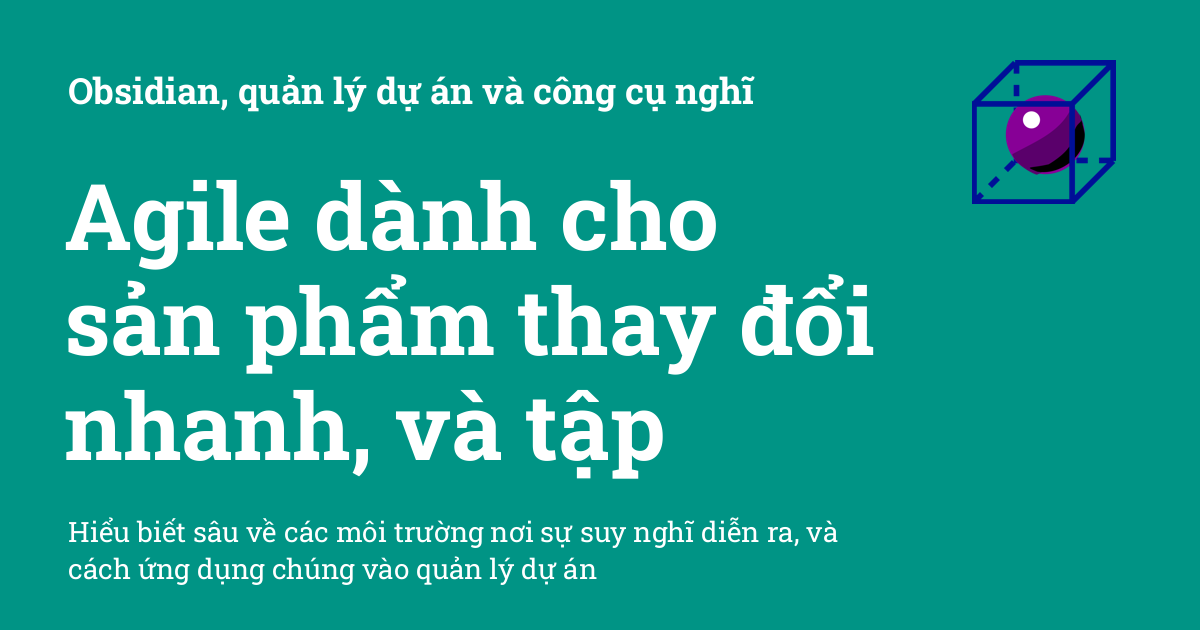 Obsidian, quản lý dự án và công cụ nghĩ
Agile dành cho
sản phẩm thay đổi
nhanh, và tập
Hiểu biết sâu về các môi trường nơi sự suy nghĩ diễn ra, và
cách ứng dụng chúng vào quản lý dự án